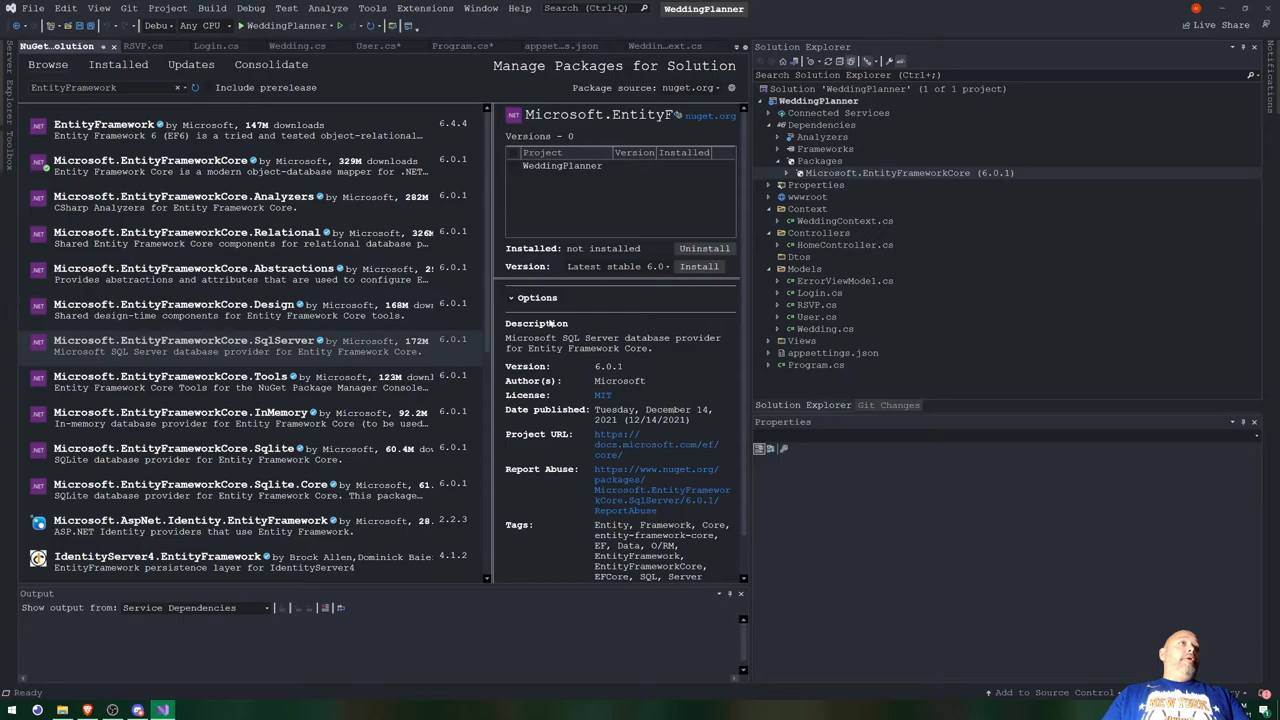 File Edit View Git Project Build Debug Test Analyze Tools Extensions Window Help Search (Ctrl+Q) WeddingPlanner
Debu Any CPU WeddingPlanner Live Share
NuGet...olution RSVP.cs Login.cs Wedding.cs User.cs* Program.cs* appset...s.json Weddin...ext.cs
Server Explorer Toolbox
Browse Installed Updates Consolidate Manage Packages for Solution
EntityFramework Include prerelease Package source: nuget.org
EntityFramework by Microsoft, 147M downloads 6.4.4
Entity Framework 6 (EF6) is a tried and tested object-relational...
Microsoft.EntityFrameworkCore by Microsoft, 329M downloads 6.0.1
Entity Framework Core is a modern object-database mapper for .NET...
Microsoft.EntityFrameworkCore.Analyzers by Microsoft, 282M 6.0.1
CSharp Analyzers for Entity Framework Core.
Microsoft.EntityFrameworkCore.Relational by Microsoft, 326M 6.0.1
Shared Entity Framework Core components for relational database p...
Microsoft.EntityFrameworkCore.Abstractions by Microsoft, 2 6.0.1
Provides abstractions and attributes that are used to configure E...
Microsoft.EntityFrameworkCore.Design by Microsoft, 168M downl 6.0.1
Shared design-time components for Entity Framework Core tools.
Microsoft.EntityFrameworkCore.SqlServer by Microsoft, 172M 6.0.1
Microsoft SQL Server database provider for Entity Framework Core.
Microsoft.EntityFrameworkCore.Tools by Microsoft, 123M downl 6.0.1
Entity Framework Core Tools for the NuGet Package Manager Console...
Microsoft.EntityFrameworkCore.InMemory by Microsoft, 92.2M 6.0.1
In-memory database provider for Entity Framework Core (to be used...
Microsoft.EntityFrameworkCore.Sqlite by Microsoft, 60.4M do 6.0.1
SQLite database provider for Entity Framework Core.
Microsoft.EntityFrameworkCore.Sqlite.Core by Microsoft, 61. 6.0.1
SQLite database provider for Entity Framework Core. This package...
Microsoft.AspNet.Identity.EntityFramework by Microsoft, 28. 2.2.3
ASP.NET Identity providers that use Entity Framework.
IdentityServer4.EntityFramework by Brock Allen,Dominick Baie 4.1.2
EntityFramework persistence layer for IdentityServer4
Microsoft.EntityF nuget.org
Versions - 0
Project Version Installed
WeddingPlanner
Installed: not installed Uninstall
Version: Latest stable 6.0 Install
Options
Description
Microsoft SQL Server database provider
for Entity Framework Core.
Version: 6.0.1
Author(s): Microsoft
License: MIT
Date published: Tuesday, December 14,
2021 (12/14/2021)
Project URL: https://
docs.microsoft.com/ef/
core/
Report Abuse: https://www.nuget.org/
packages/
Microsoft.EntityFramewor
kCore.SqlServer/6.0.1/
ReportAbuse
Tags: Entity, Framework, Core,
entity-framework-core,
EF, Data, O/RM,
EntityFramework,
EntityFrameworkCore,
EFCore, SQL, Server
Output
Show output from: Service Dependencies
Solution Explorer
Search Solution Explorer (Ctrl+;)
Solution 'WeddingPlanner' (1 of 1 project)
WeddingPlanner
Connected Services
Dependencies
Analyzers
Frameworks
Packages
Microsoft.EntityFrameworkCore (6.0.1)
Properties
wwwroot
Context
WeddingContext.cs
Controllers
HomeController.cs
Dtos
Models
ErrorViewModel.cs
Login.cs
RSVP.cs
User.cs
Wedding.cs
Views
appsettings.json
Program.cs
Solution Explorer Git Changes
Properties
Notifications
Ready Add to Source Control